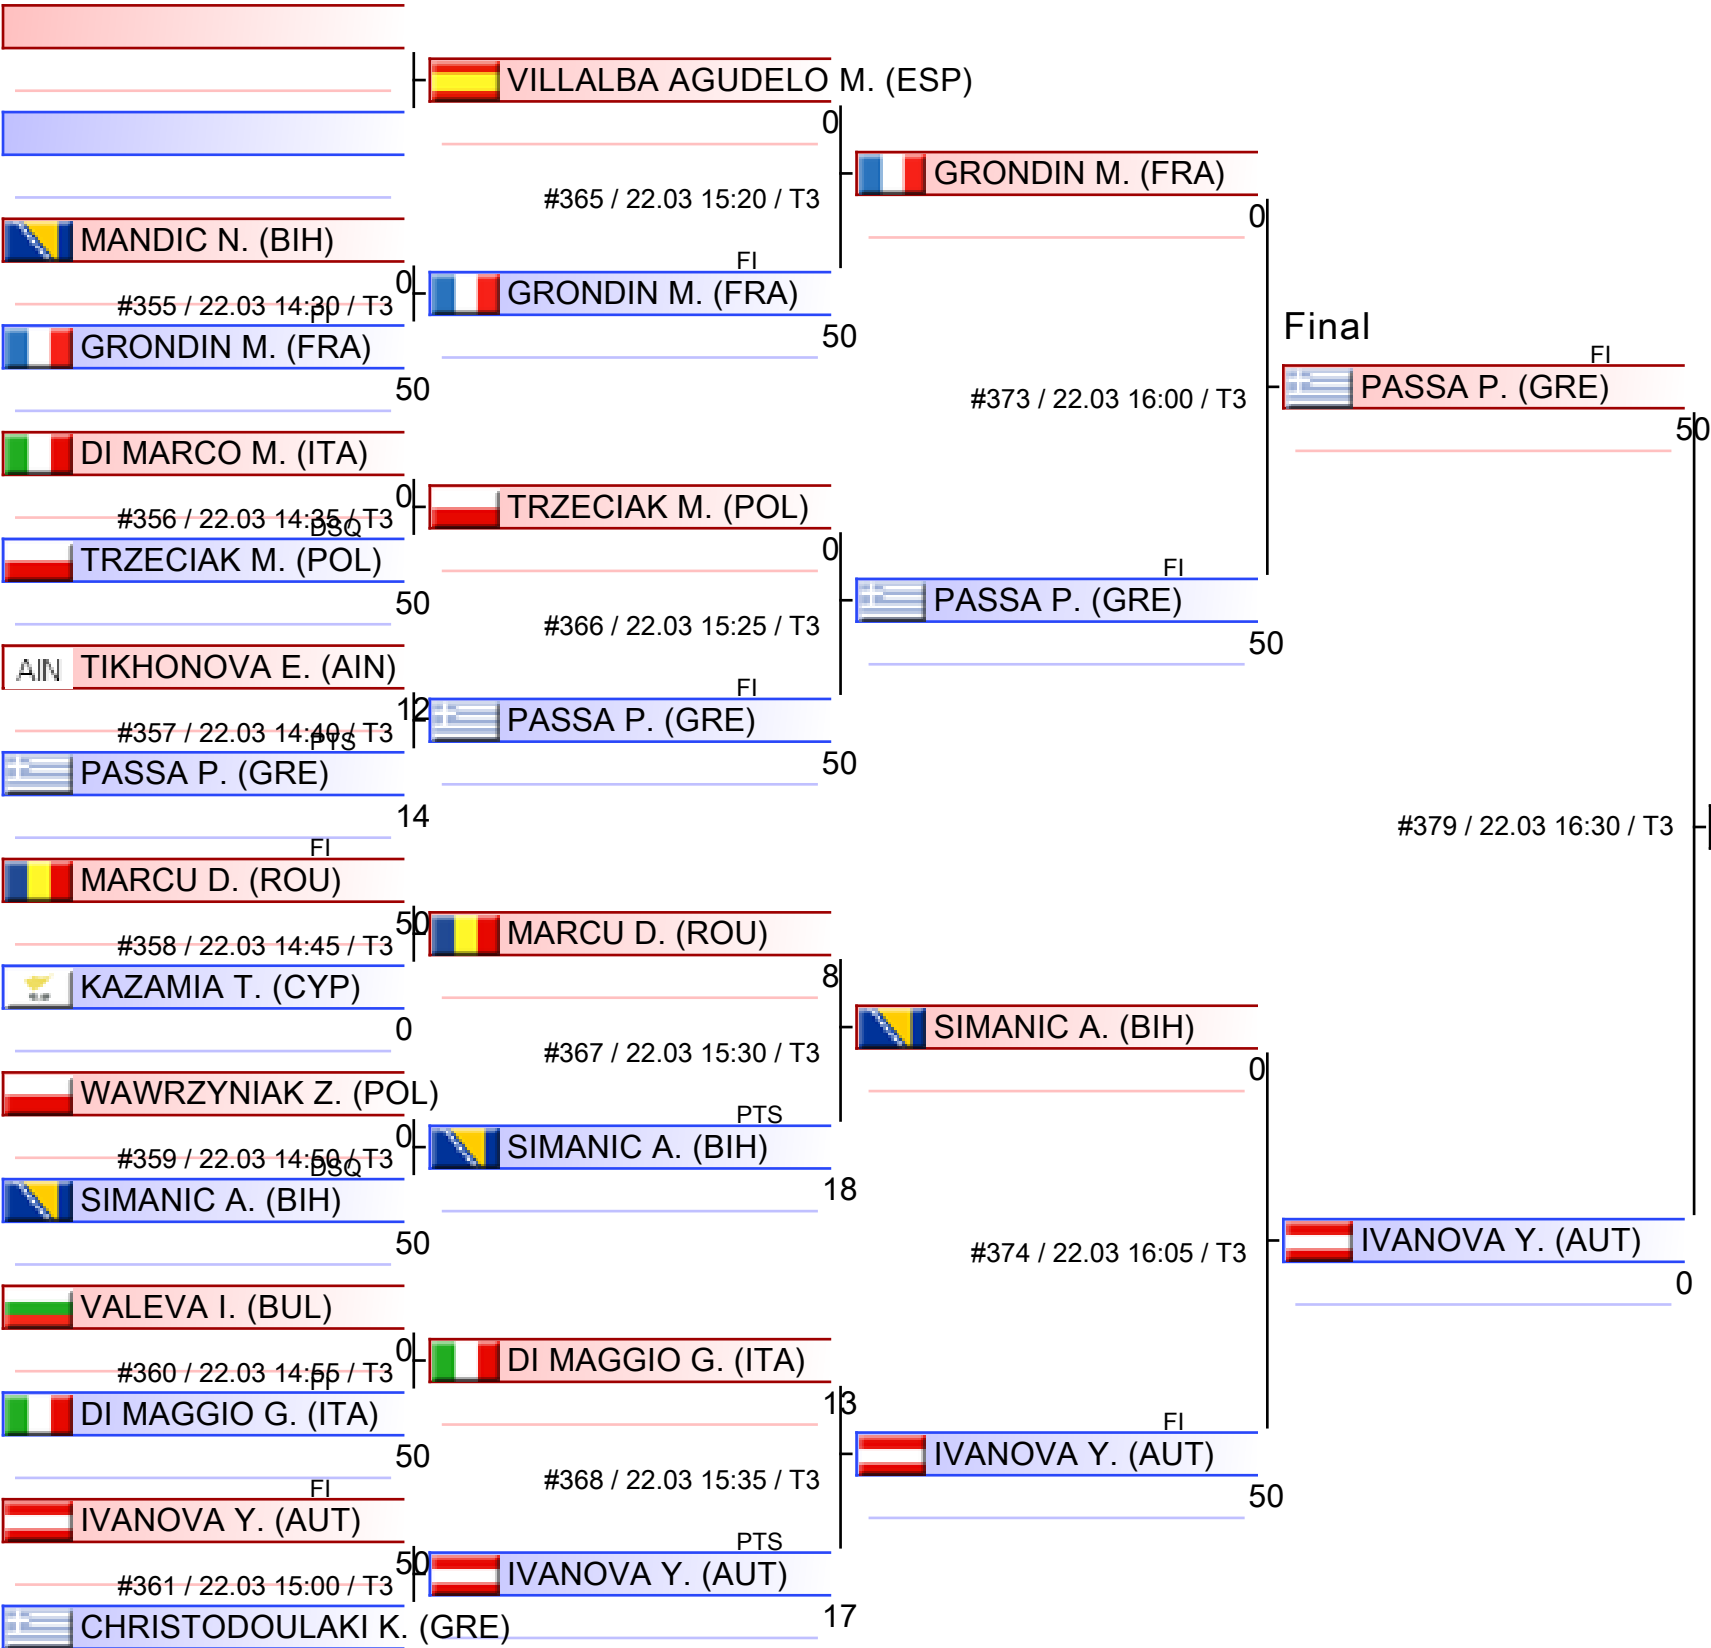 VILLALBA AGUDELO M. (ESP)
0
#365 / 22.03 15:20 / T3
FI
GRONDIN M. (FRA)
50
MANDIC N. (BIH)
0
#355 / 22.03 14:30 / T3
GRONDIN M. (FRA)
50
DI MARCO M. (ITA)
0
#356 / 22.03 14:35 / T3
DSQ
TRZECIAK M. (POL)
50
AIN TIKHONOVA E. (AIN)
12
#357 / 22.03 14:40 / T3
PTS
PASSA P. (GRE)
14
FI
MARCU D. (ROU)
50
#358 / 22.03 14:45 / T3
KAZAMIA T. (CYP)
0
WAWRZYNIAK Z. (POL)
0
#359 / 22.03 14:50 / T3
DSQ
SIMANIC A. (BIH)
50
VALEVA I. (BUL)
0
#360 / 22.03 14:55 / T3
DI MAGGIO G. (ITA)
50
FI
IVANOVA Y. (AUT)
50
#361 / 22.03 15:00 / T3
CHRISTODOULAKI K. (GRE)
TRZECIAK M. (POL)
0
#366 / 22.03 15:25 / T3
FI
PASSA P. (GRE)
50
MARCU D. (ROU)
8
#367 / 22.03 15:30 / T3
PTS
SIMANIC A. (BIH)
18
DI MAGGIO G. (ITA)
13
#368 / 22.03 15:35 / T3
PTS
IVANOVA Y. (AUT)
17
GRONDIN M. (FRA)
0
#373 / 22.03 16:00 / T3
FI
PASSA P. (GRE)
50
SIMANIC A. (BIH)
0
#374 / 22.03 16:05 / T3
FI
IVANOVA Y. (AUT)
50
Final
FI
PASSA P. (GRE)
50
#379 / 22.03 16:30 / T3
IVANOVA Y. (AUT)
0